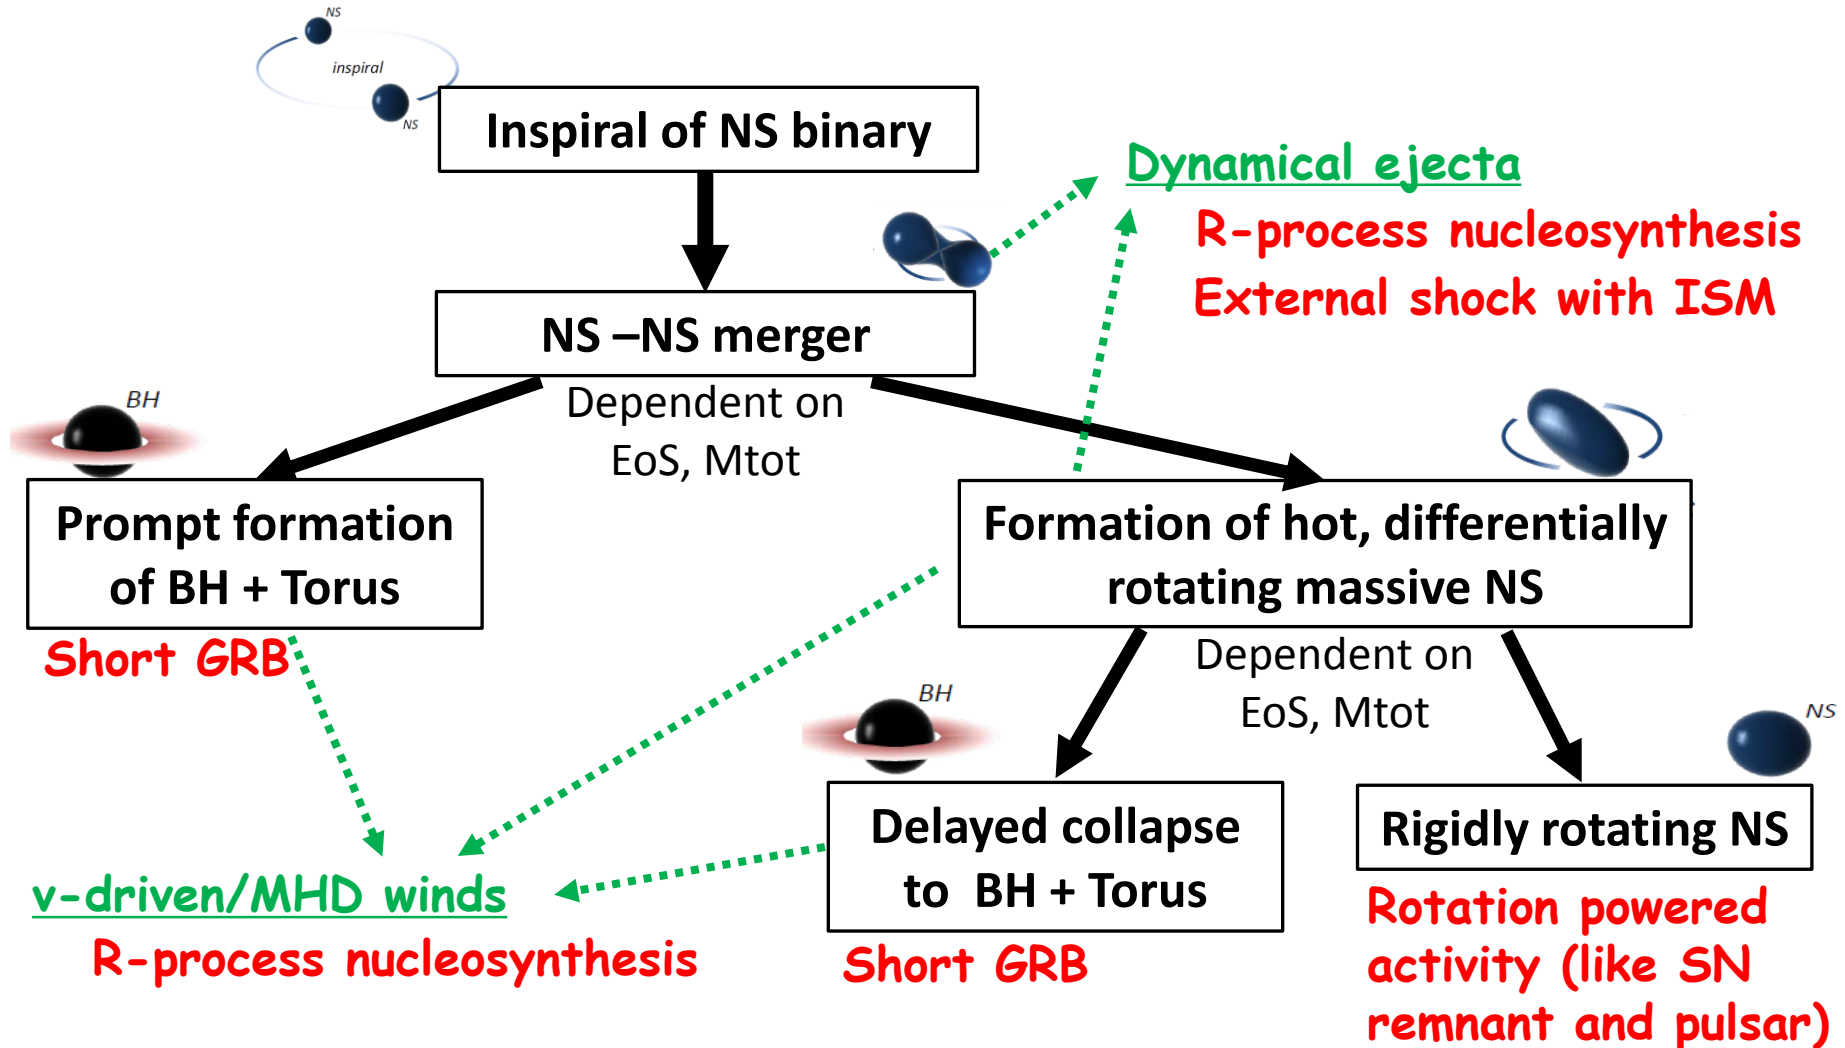 NS
inspiral
NS
Inspiral of NS binary
Dynamical ejecta
R-process nucleosynthesis
External shock with ISM
NS –NS merger
Dependent on
EoS, Mtot
BH
Prompt formation
of BH + Torus
Short GRB
Formation of hot, differentially
rotating massive NS
Dependent on
EoS, Mtot
BH
NS
Delayed collapse
to BH + Torus
Short GRB
Rigidly rotating NS
Rotation powered
activity (like SN
remnant and pulsar)
ν-driven/MHD winds
R-process nucleosynthesis